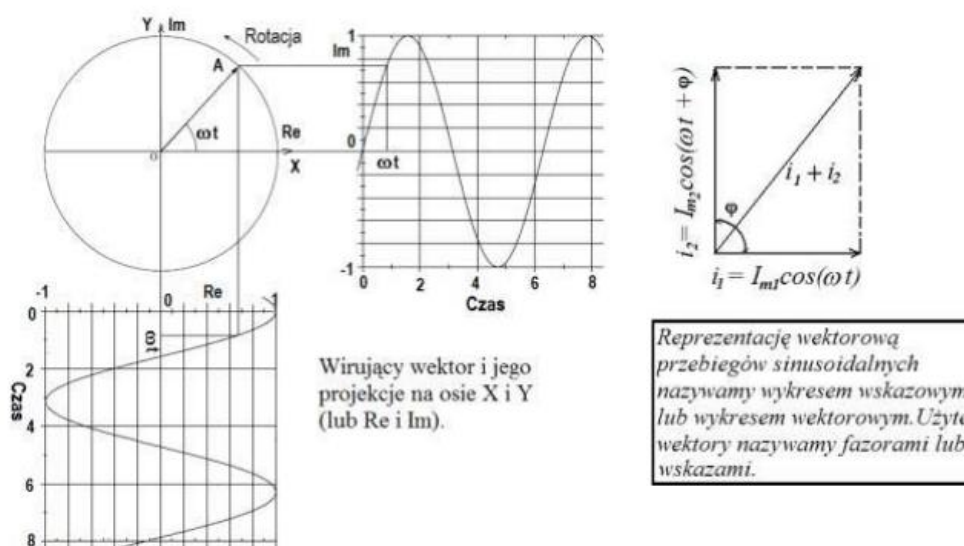 Y Im
Rotacja
A
ωt
Re
X
o
Im
1
0
-1
ωt
0 2 4 6 8
Czas
-1 0 Re 1
0
2
4
6
8
Czas
ωt
Wirujący wektor i jego
projekcje na osie X i Y
(lub Re i Im).
i₂ = Iₘ₂cos(ωt + φ)
φ
i₁ + i₂
i₁ = Iₘ₁cos(ωt)
Reprezentację wektorową
przebiegów sinusoidalnych
nazywamy wykresem wskazowym
lub wykresem wektorowym. Użyte
wektory nazywamy fazorami lub
wskazami.